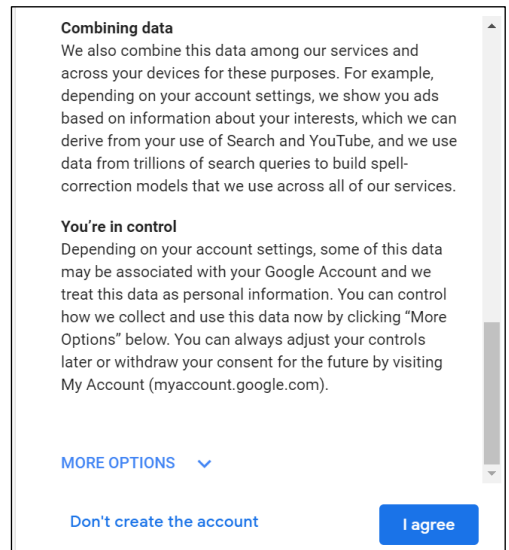 Combining data
We also combine this data among our services and
across your devices for these purposes. For example,
depending on your account settings, we show you ads
based on information about your interests, which we can
derive from your use of Search and YouTube, and we use
data from trillions of search queries to build spell-
correction models that we use across all of our services.
You’re in control
Depending on your account settings, some of this data
may be associated with your Google Account and we
treat this data as personal information. You can control
how we collect and use this data now by clicking “More
Options” below. You can always adjust your controls
later or withdraw your consent for the future by visiting
My Account (myaccount.google.com).
MORE OPTIONS
Don't create the account
I agree